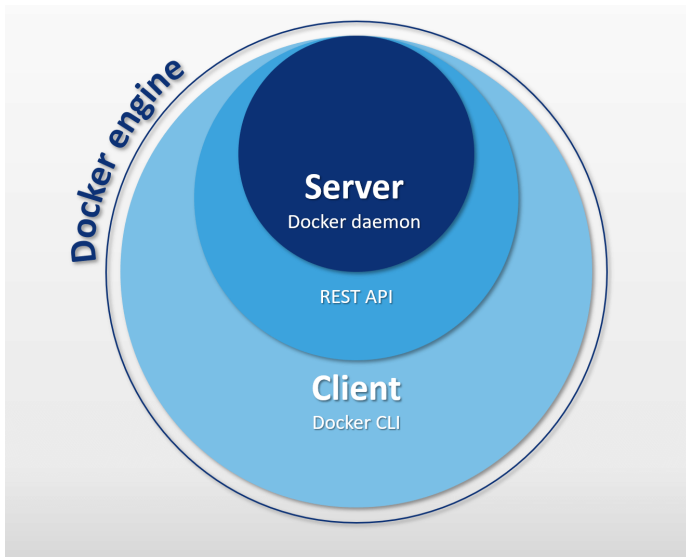 Docker engine
Server
Docker daemon
REST API
Client
Docker CLI